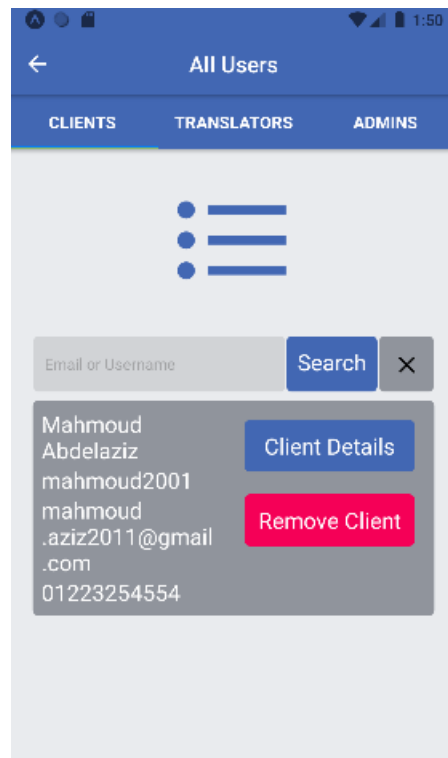 1:50
All Users
CLIENTS TRANSLATORS ADMINS
Email or Username
Search
Mahmoud
Abdelaziz
mahmoud2001
mahmoud
.aziz2011@gmail
.com
01223254554
Client Details
Remove Client